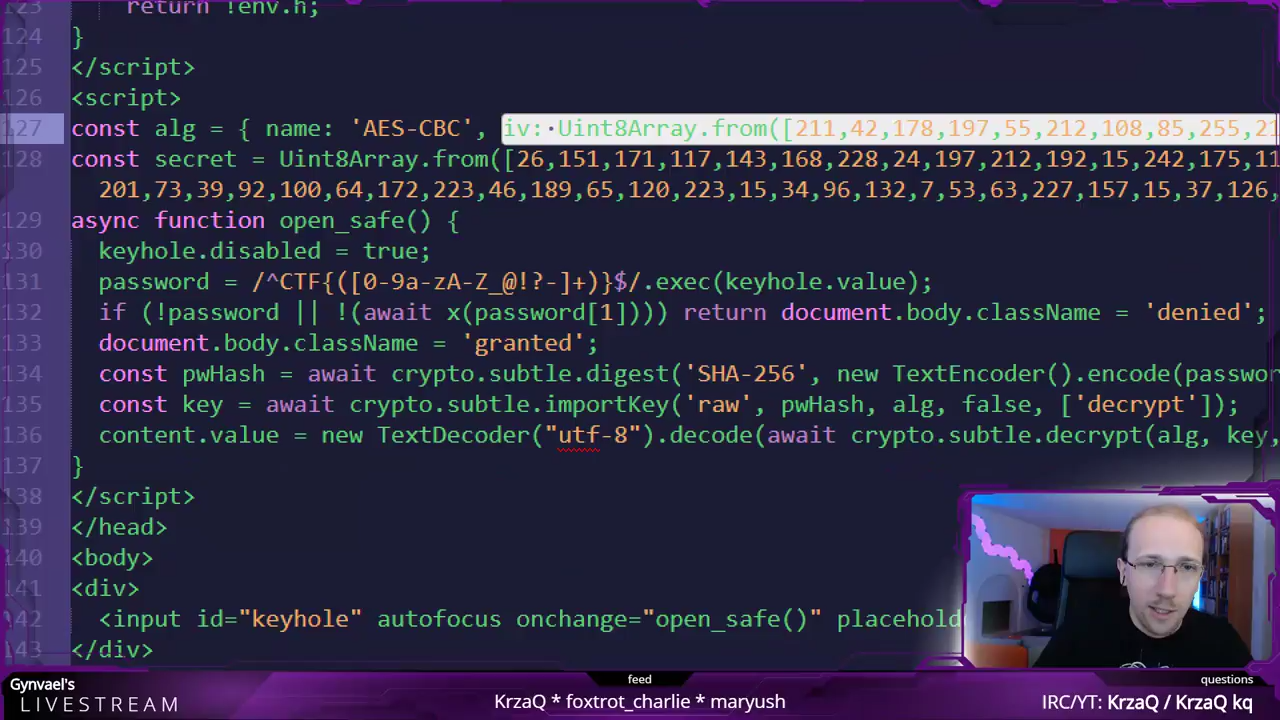 123 return !env.h;
124 }
125 </script>
126 <script>
127 const alg = { name: 'AES-CBC', iv:·Uint8Array.from([211,42,178,197,55,212,108,85,255,21
128 const secret = Uint8Array.from([26,151,171,117,143,168,228,24,197,212,192,15,242,175,11
201,73,39,92,100,64,172,223,46,189,65,120,223,15,34,96,132,7,53,63,227,157,15,37,126,
129 async function open_safe() {
130 keyhole.disabled = true;
131 password = /^CTF{([0-9a-zA-Z_@!?-]+)}$/.exec(keyhole.value);
132 if (!password || !(await x(password[1]))) return document.body.className = 'denied';
133 document.body.className = 'granted';
134 const pwHash = await crypto.subtle.digest('SHA-256', new TextEncoder().encode(passwor
135 const key = await crypto.subtle.importKey('raw', pwHash, alg, false, ['decrypt']);
136 content.value = new TextDecoder("utf-8").decode(await crypto.subtle.decrypt(alg, key,
137 }
138 </script>
139 </head>
140 <body>
141 <div>
142 <input id="keyhole" autofocus onchange="open_safe()" placehold
143 </div>
Gynvael's
LIVESTREAM
feed
KrzaQ * foxtrot_charlie * maryush
questions
IRC/YT: KrzaQ / KrzaQ kq